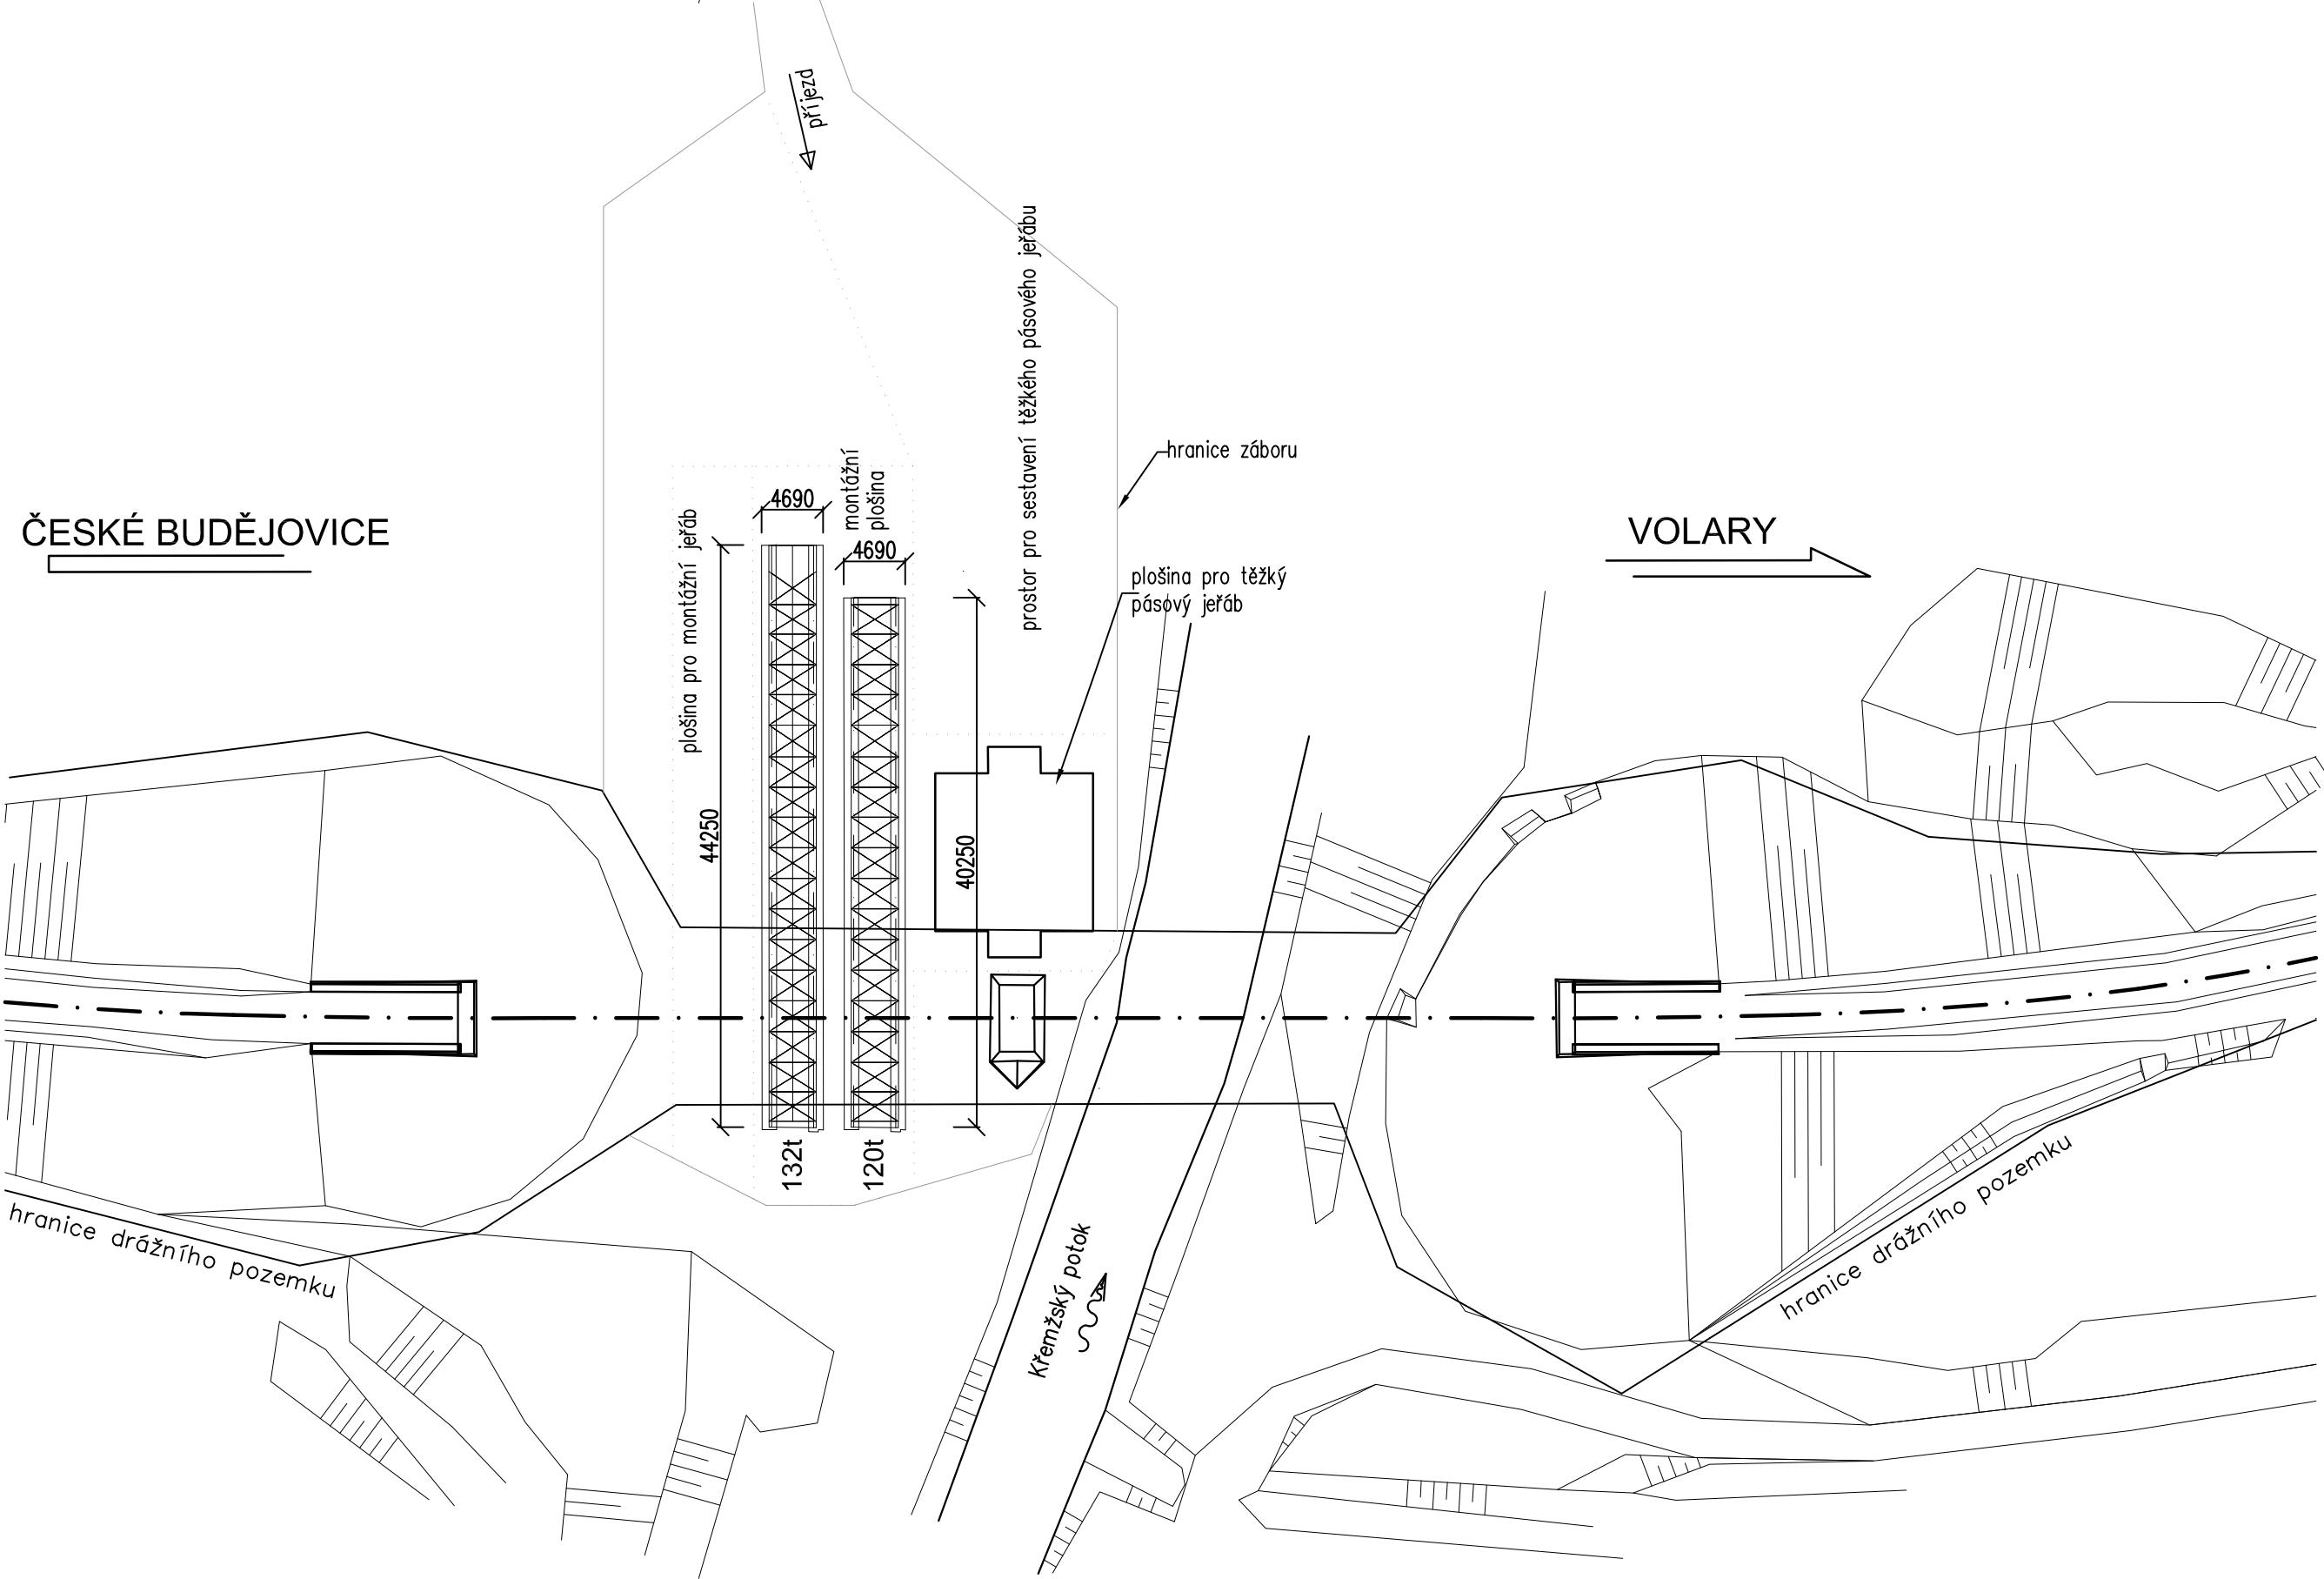 příjezd
prostor pro sestavení těžkého pásového jeřábu
hranice záboru
montážní
plošina
4690
4690
plošina pro montážní jeřáb
ČESKÉ BUDĚJOVICE
VOLARY
plošina pro těžký
pásový jeřáb
44250
40250
132t
120t
hranice drážního pozemku
Křemžský potok
hranice drážního pozemku